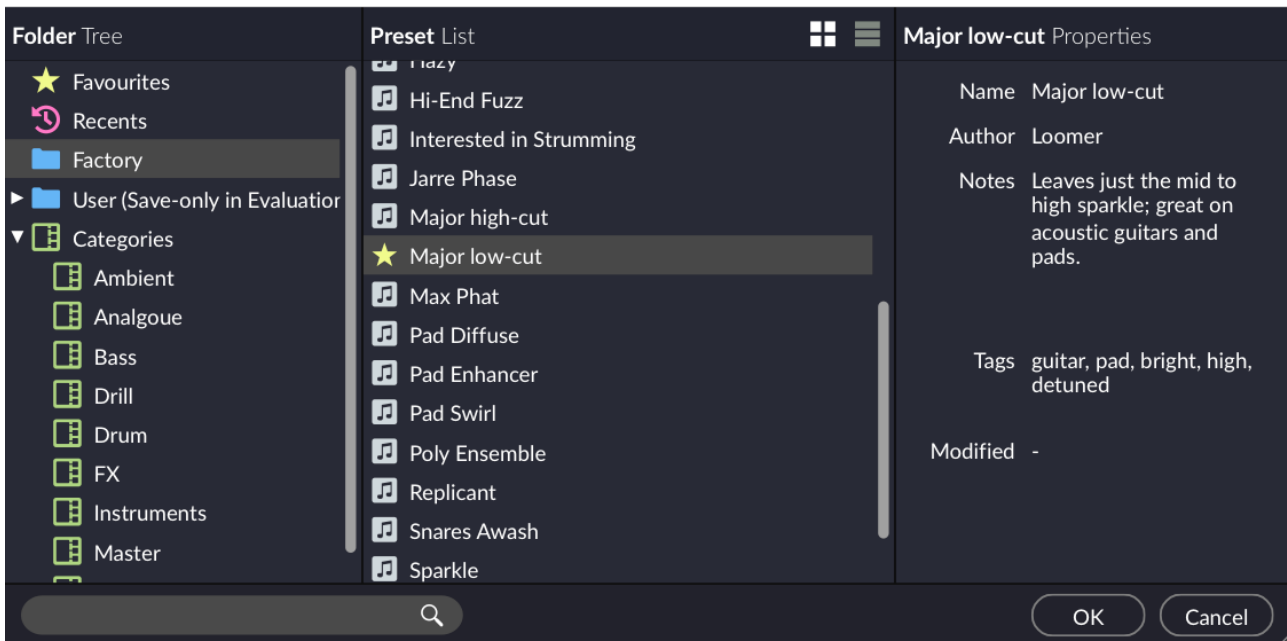 Folder Tree
Favourites
Recents
Factory
User (Save-only in Evaluation
Categories
Ambient
Analgoue
Bass
Drill
Drum
FX
Instruments
Master
Preset List
Hazy
Hi-End Fuzz
Interested in Strumming
Jarre Phase
Major high-cut
Major low-cut
Max Phat
Pad Diffuse
Pad Enhancer
Pad Swirl
Poly Ensemble
Replicant
Snares Awash
Sparkle
Major low-cut Properties
Name Major low-cut
Author Loomer
Notes Leaves just the mid to
high sparkle; great on
acoustic guitars and
pads.
Tags guitar, pad, bright, high,
detuned
Modified -
OK
Cancel